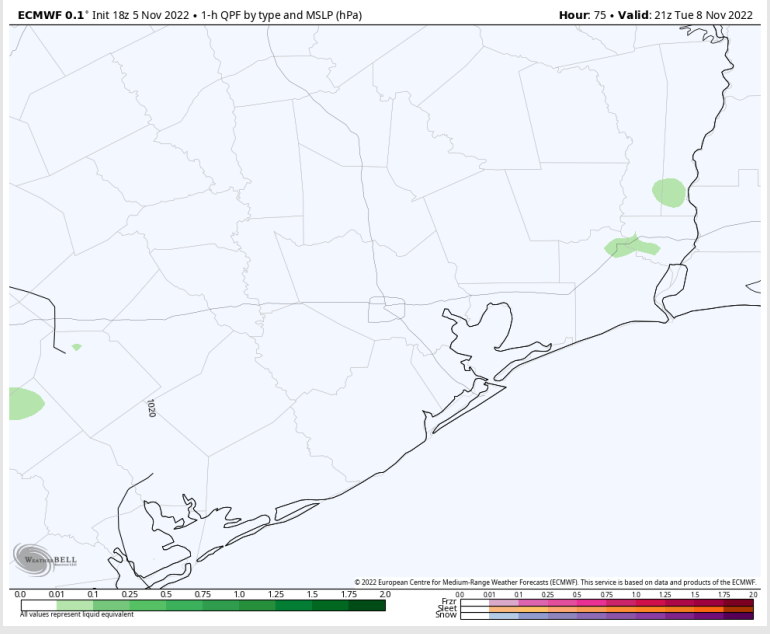 ECMWF 0.1° Init 18z 5 Nov 2022 • 1-h QPF by type and MSLP (hPa)
Hour: 75 • Valid: 21z Tue 8 Nov 2022
1020
WEATHERBELL
© 2022 European Centre for Medium-Range Weather Forecasts (ECMWF). This service is based on data and products of the ECMWF.
0.0 0.01 0.1 0.25 0.5 0.75 1.0 1.25 1.5 1.75 2.0
All values represent liquid equivalent
0.0 0.01 0.1 0.25 0.5 0.75 1.0 1.25 1.5 1.75 2.0
Frzr
Sleet
Snow